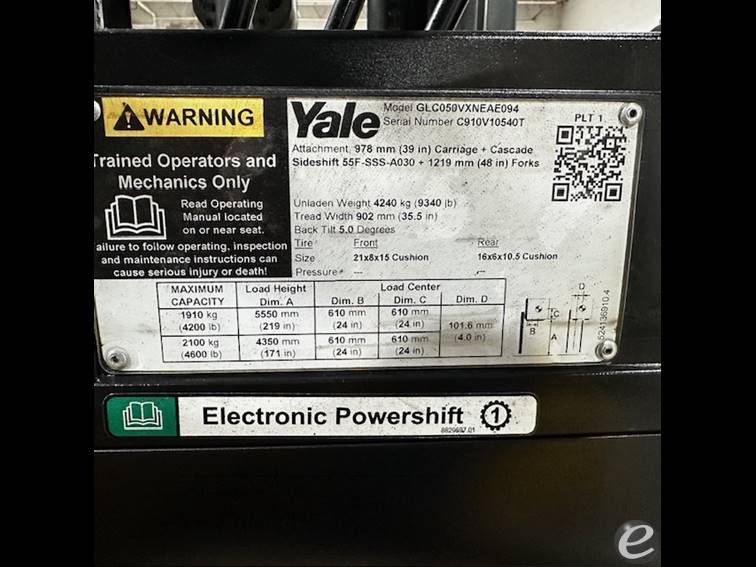 WARNING
Trained Operators and
Mechanics Only
Read Operating
Manual located
on or near seat.
ailure to follow operating, inspection
and maintenance instructions can
cause serious injury or death!
Yale
Model GLC050VXNEAE094
Serial Number C910V10540T
PLT 1
Attachment 978 mm (39 in) Carriage + Cascade
Sideshift 55F-SSS-A030 + 1219 mm (48 in) Forks
Unladen Weight 4240 kg (9340 lb)
Tread Width 902 mm (35.5 in)
Back Tilt 5.0 Degrees
Tire Front Rear
Size 21x8x15 Cushion 16x6x10.5 Cushion
Pressure -- --
MAXIMUM CAPACITY Load Height Dim. A Load Center
Dim. B Dim. C Dim. D
1910 kg 5550 mm 610 mm 610 mm
(4200 lb) (219 in) (24 in) (24 in)
101.6 mm
(4.0 in)
2100 kg 4350 mm 610 mm 610 mm
(4600 lb) (171 in) (24 in) (24 in)
D
C
B
A
524136910.4
Electronic Powershift 1
e